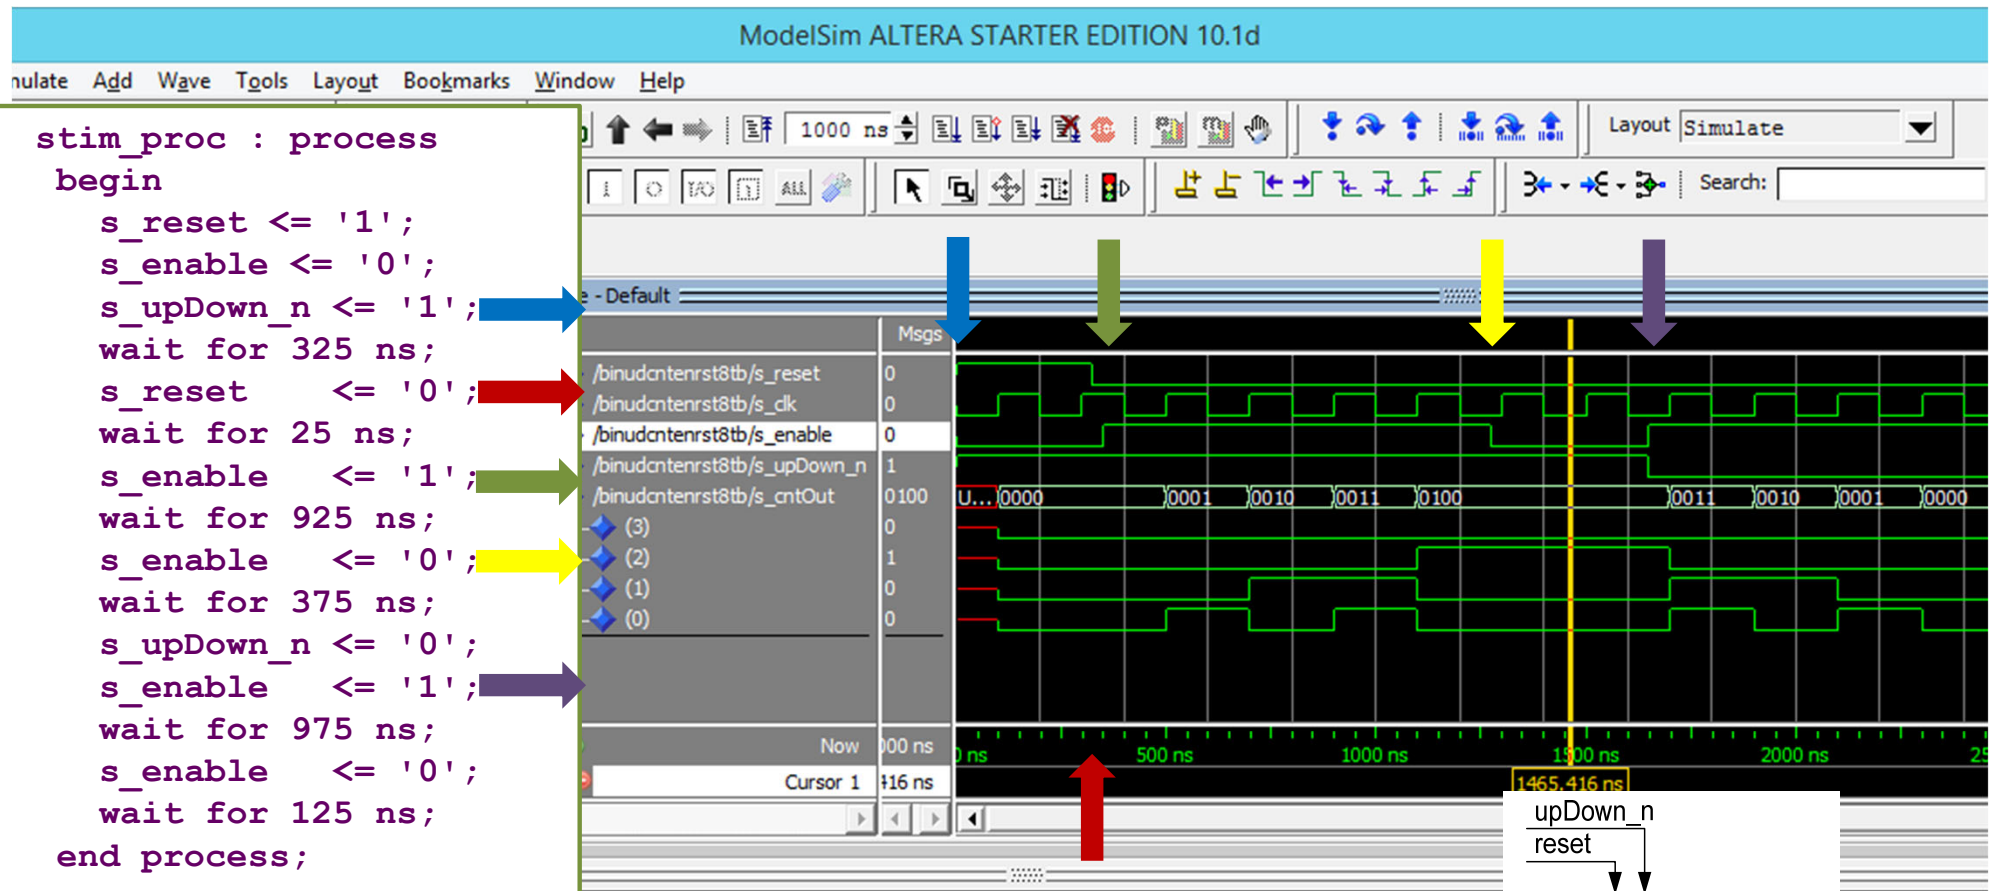 ModelSim ALTERA STARTER EDITION 10.1d
nulate Add Wave Tools Layout Bookmarks Window Help
1000 ns
Layout Simulate
Search:
stim_proc : process
begin
s_reset <= '1';
s_enable <= '0';
s_upDown_n <= '1';
wait for 325 ns;
s_reset <= '0';
wait for 25 ns;
s_enable <= '1';
wait for 925 ns;
s_enable <= '0';
wait for 375 ns;
s_upDown_n <= '0';
s_enable <= '1';
wait for 975 ns;
s_enable <= '0';
wait for 125 ns;
end process;
e - Default
Msgs
/binudcntenrst8tb/s_reset 0
/binudcntenrst8tb/s_clk 0
/binudcntenrst8tb/s_enable 0
/binudcntenrst8tb/s_upDown_n 1
/binudcntenrst8tb/s_cntOut 0100 U... 0000 0001 0010 0011 0100 0011 0010 0001 0000
(3) 0
(2) 1
(1) 0
(0) 0
Now 000 ns 0 ns 500 ns 1000 ns 1500 ns 2000 ns 25
Cursor 1 416 ns 1465.416 ns
upDown_n
reset